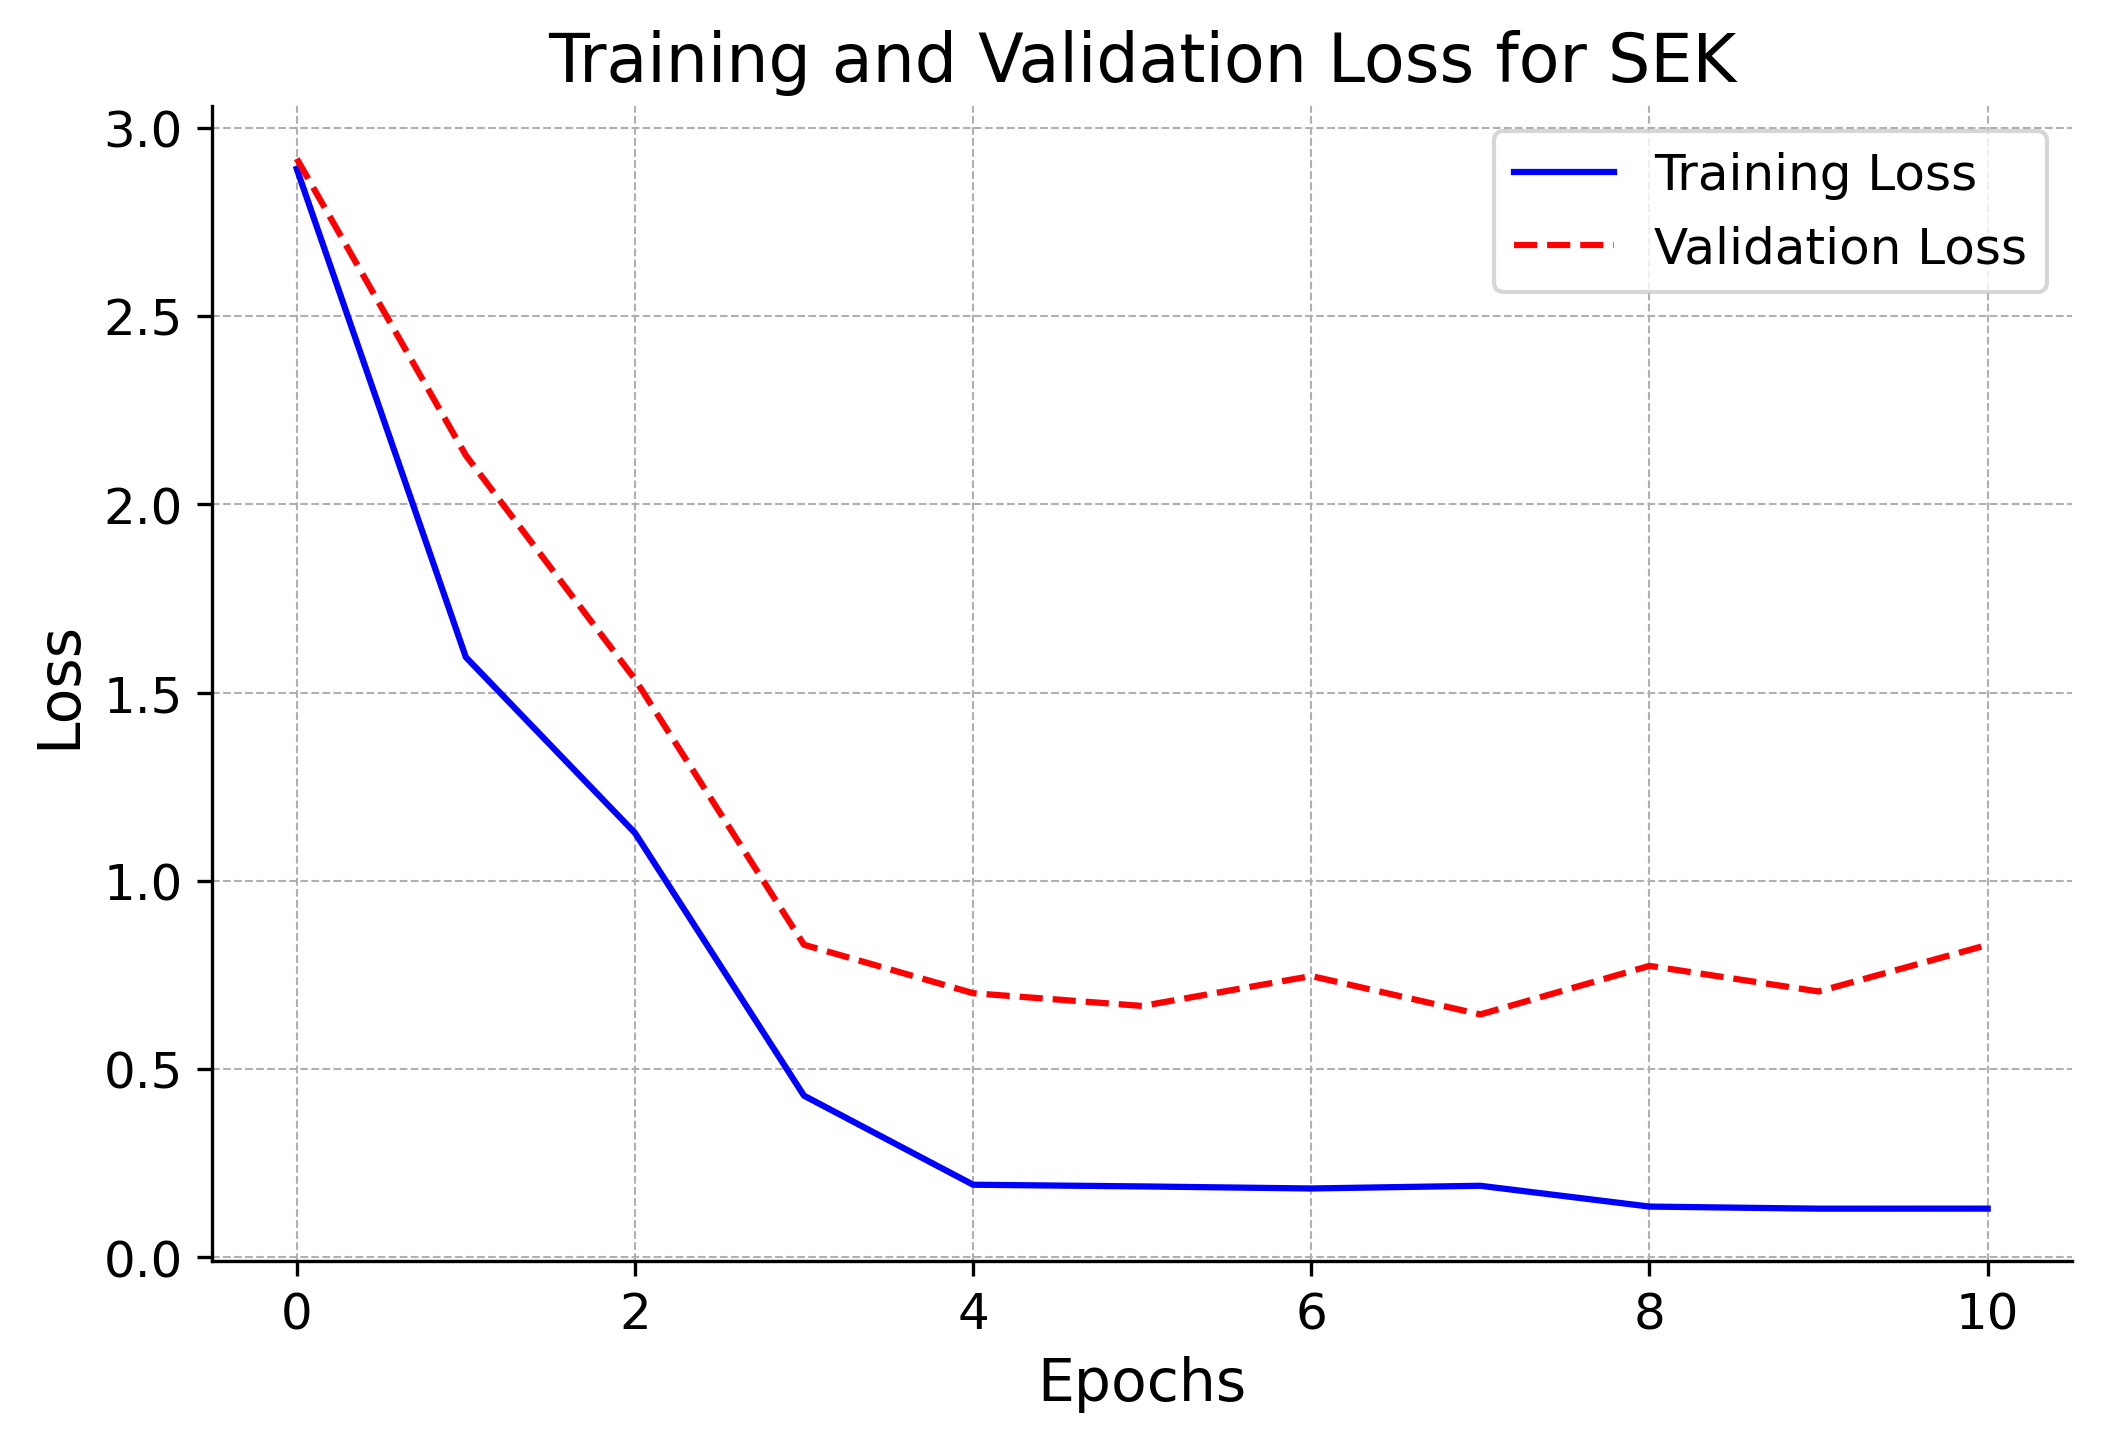 Training and Validation Loss for SEK
Training Loss
Validation Loss
Loss
3.0
2.5
2.0
1.5
1.0
0.5
0.0
0 2 4 6 8 10
Epochs